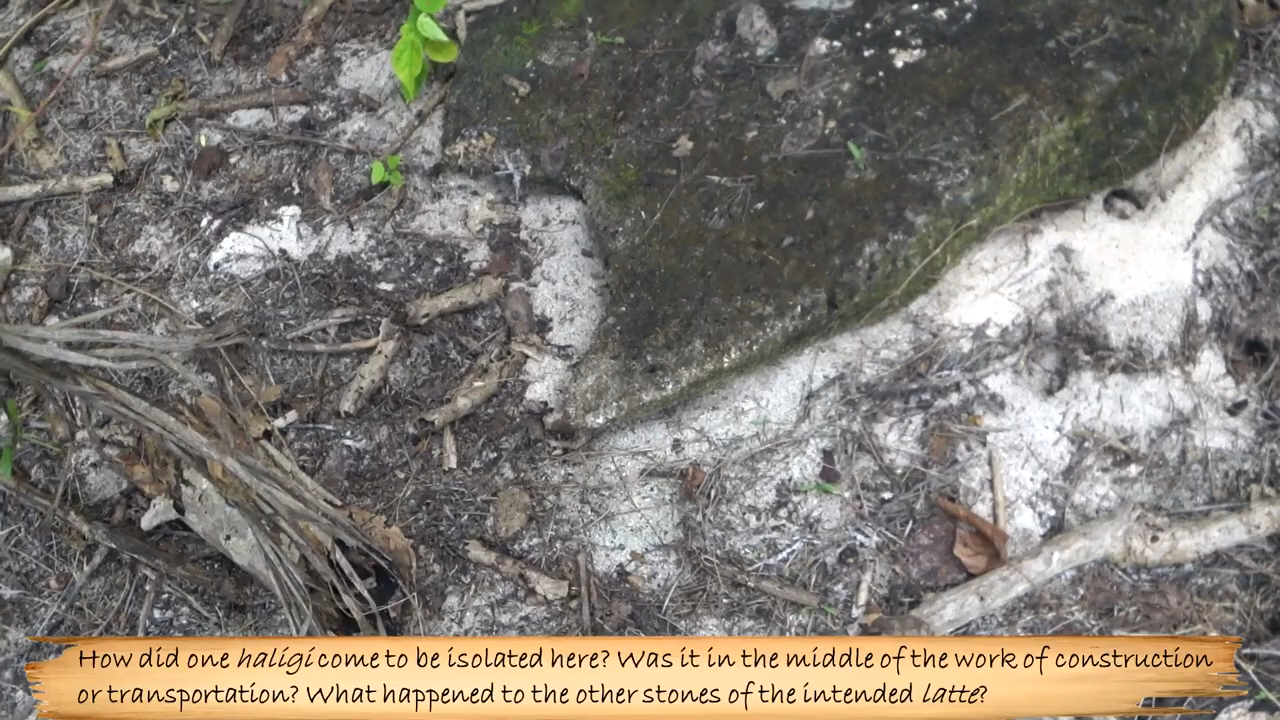 How did one haligi come to be isolated here? Was it in the middle of the work of construction
or transportation? What happened to the other stones of the intended latte?